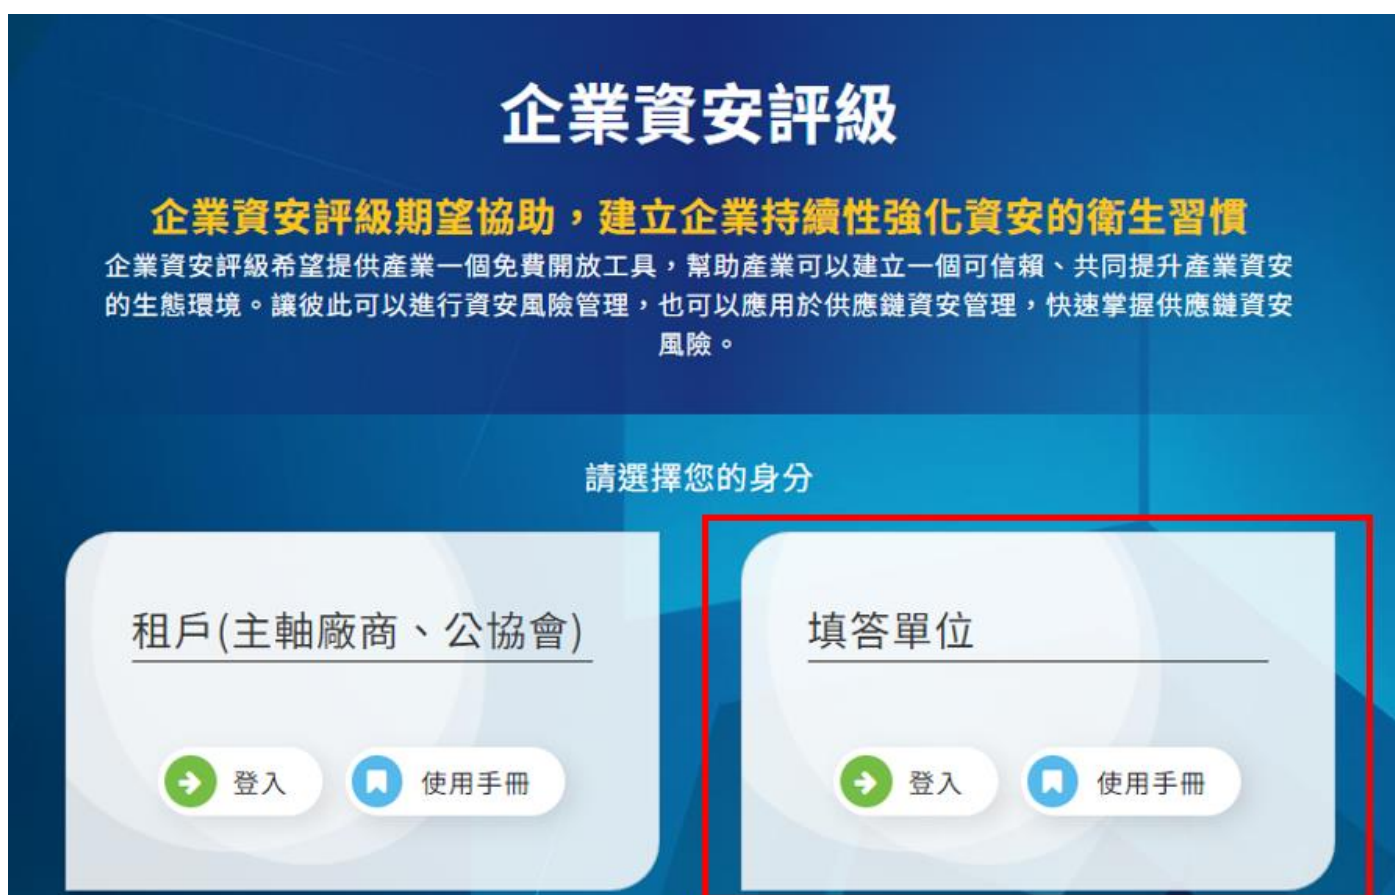 企業資安評級
企業資安評級期望協助，建立企業持續性強化資安的衛生習慣
企業資安評級希望提供產業一個免費開放工具，幫助產業可以建立一個可信賴、共同提升產業資安
的生態環境。讓彼此可以進行資安風險管理，也可以應用於供應鏈資安管理，快速掌握供應鏈資安
風險。
請選擇您的身分
租戶(主軸廠商、公協會)
登入 使用手冊
填答單位
登入 使用手冊